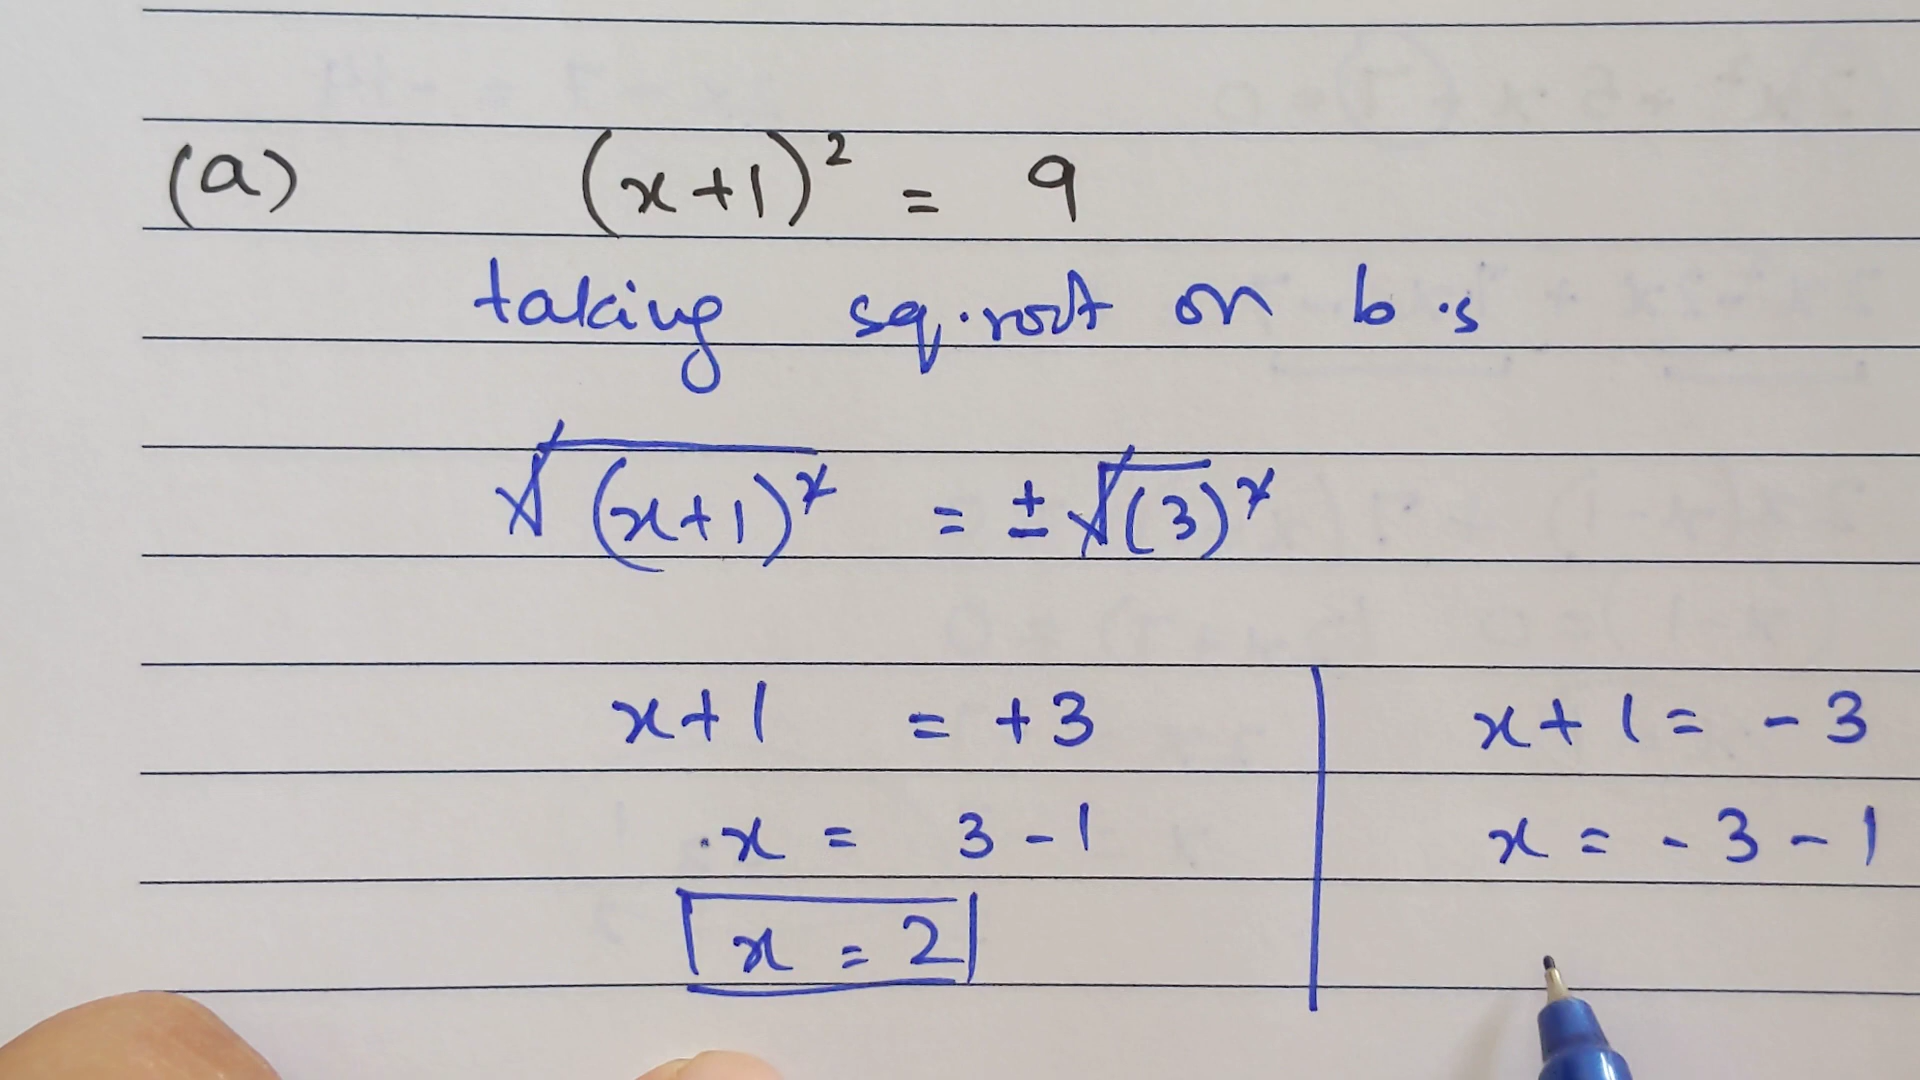 (a) (x+1)² = 9
taking sq.root on b.s
√(x+1)² = ±√(3)²
x+1 = +3
.x = 3-1
x = 2
x+1 = -3
x = -3-1